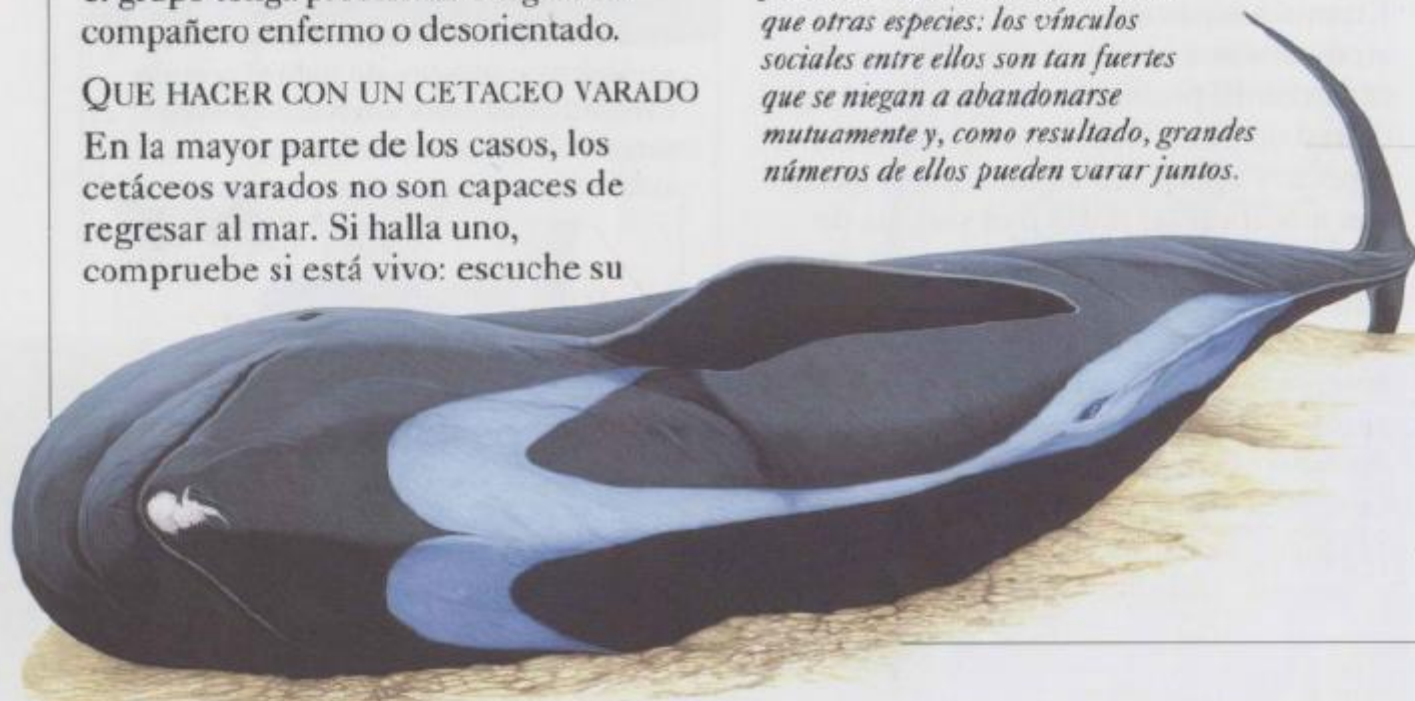 compañero enfermo o desorientado.
QUE HACER CON UN CETACEO VARADO
En la mayor parte de los casos, los
cetáceos varados no son capaces de
regresar al mar. Si halla uno,
compruebe si está vivo: escuche su
que otras especies: los vínculos
sociales entre ellos son tan fuertes
que se niegan a abandonarse
mutuamente y, como resultado, grandes
números de ellos pueden varar juntos.